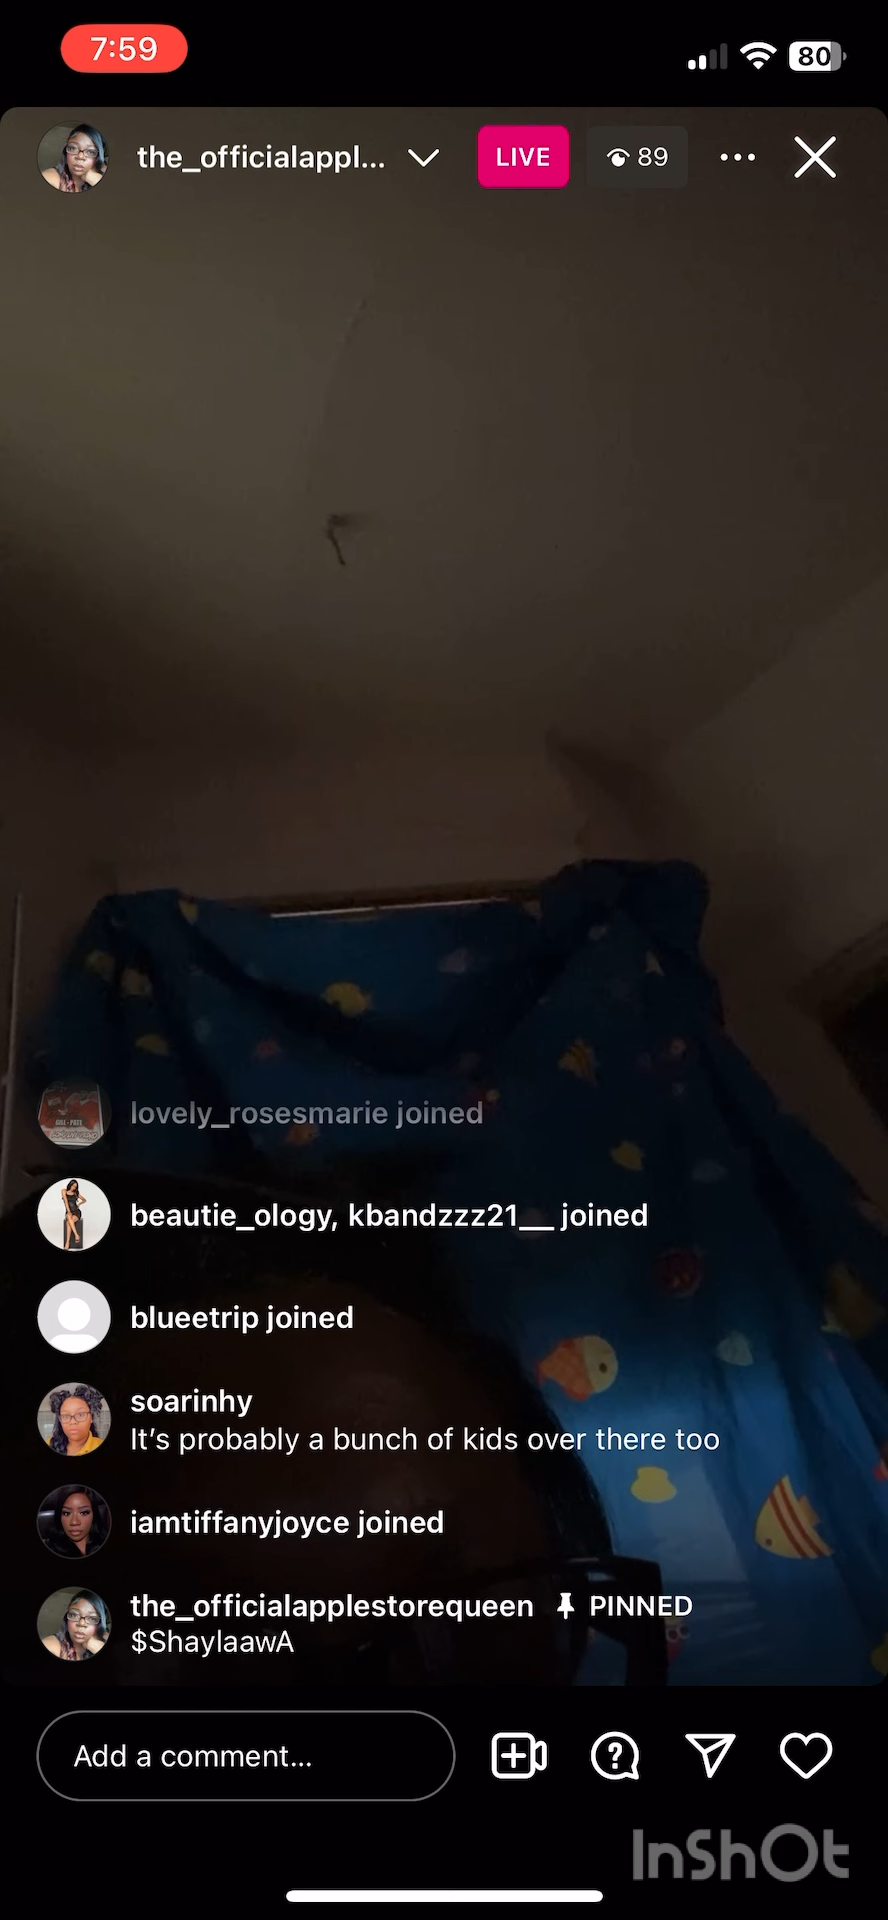 7:59
80
the_officialappl...
LIVE
89
lovely_rosesmarie joined
beautie_ology, kbandzzz21__ joined
blueetrip joined
soarinhy
It's probably a bunch of kids over there too
iamtiffanyjoyce joined
the_officialapplestorequeen PINNED
$ShaylaawA
Add a comment...
InShOt